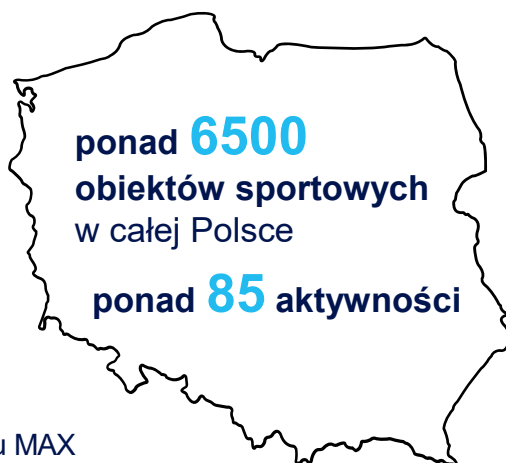 ponad 6500
obiektów sportowych
w całej Polsce
ponad 85 aktywności
u MAX